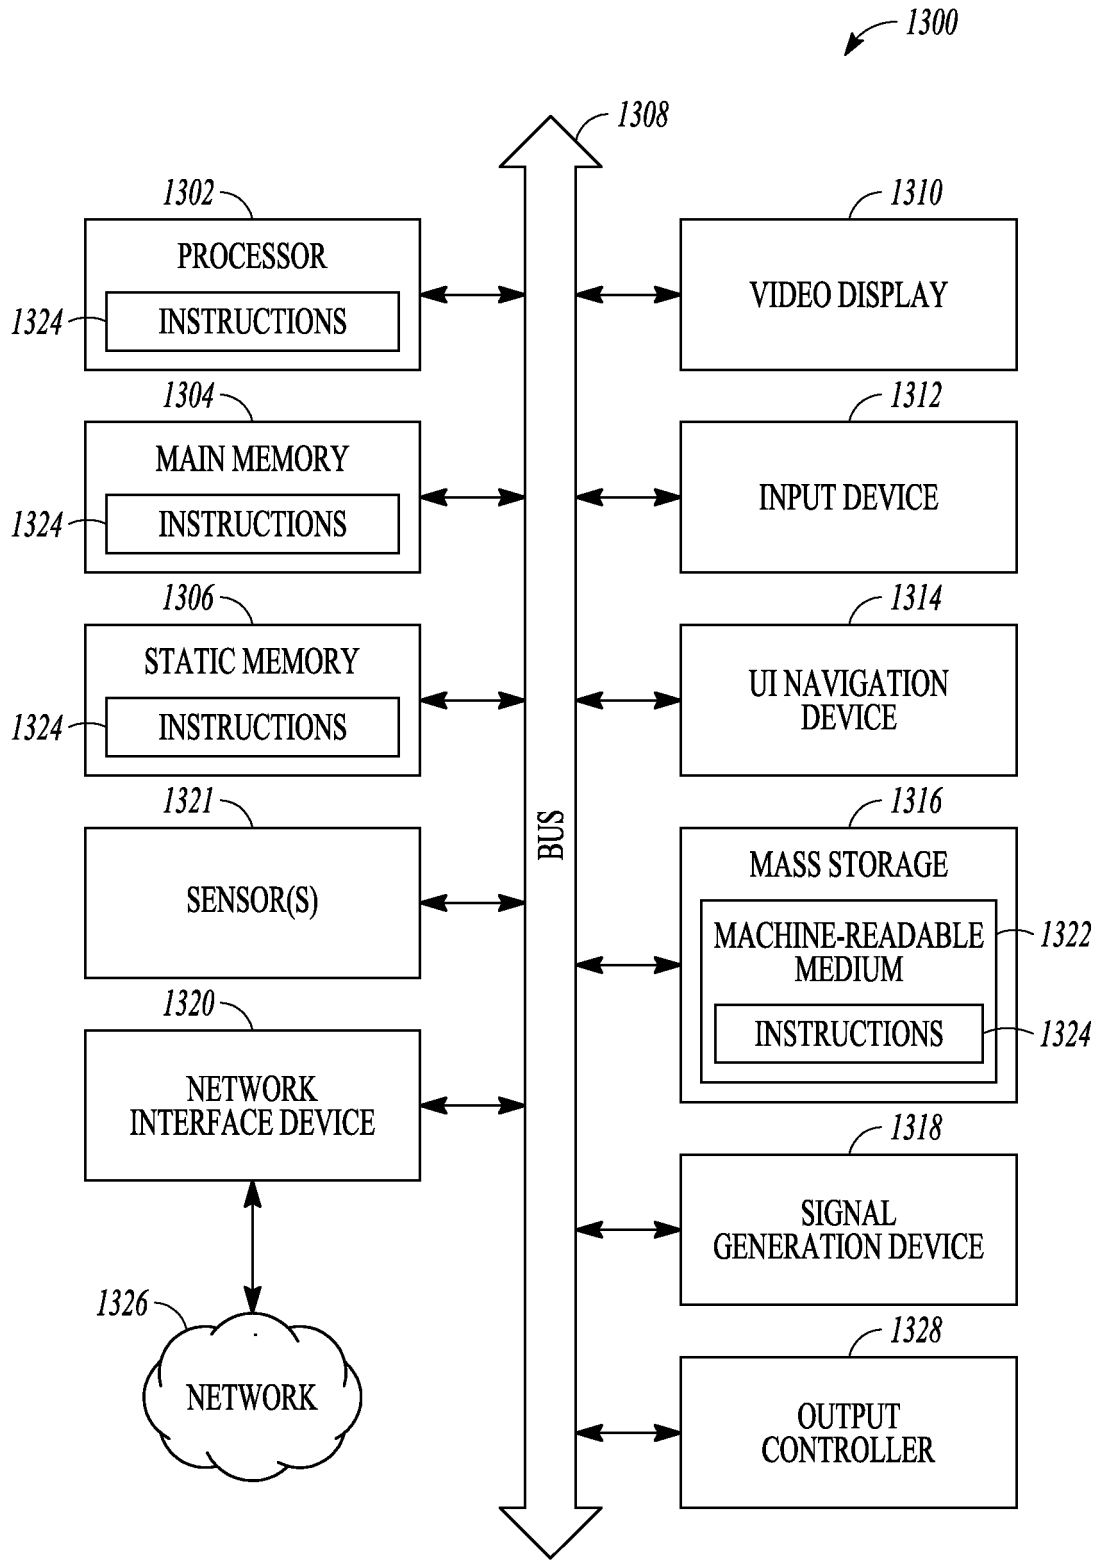 1300
1308
1302
PROCESSOR
INSTRUCTIONS
1324
1304
MAIN MEMORY
INSTRUCTIONS
1324
1306
STATIC MEMORY
INSTRUCTIONS
1324
1321
SENSOR(S)
1320
NETWORK
INTERFACE DEVICE
1326
NETWORK
BUS
1310
VIDEO DISPLAY
1312
INPUT DEVICE
1314
UI NAVIGATION
DEVICE
1316
MASS STORAGE
MACHINE-READABLE
MEDIUM
1322
INSTRUCTIONS
1324
1318
SIGNAL
GENERATION DEVICE
1328
OUTPUT
CONTROLLER